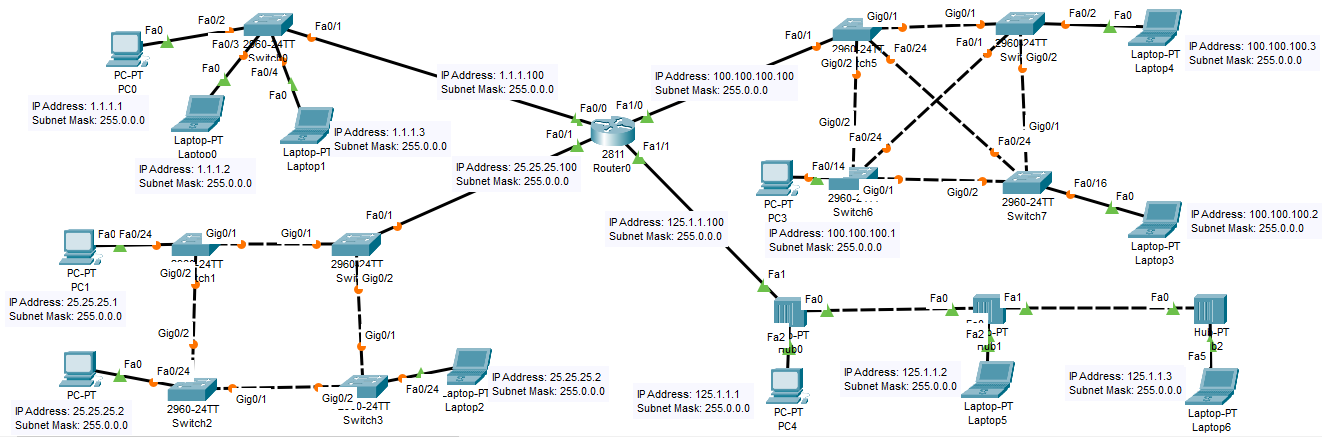 Fa0/2
Fa0/1
Fa0
2960-24TT
Fa0/3
Fa0/4
Fa0
Fa0
PC-PT
PC0
IP Address: 1.1.1.1
Subnet Mask: 255.0.0.0
Laptop-PT
Laptop0
IP Address: 1.1.1.2
Subnet Mask: 255.0.0.0
Laptop-PT
Laptop1
IP Address: 1.1.1.3
Subnet Mask: 255.0.0.0
IP Address: 1.1.1.100
Subnet Mask: 255.0.0.0
IP Address: 100.100.100.100
Subnet Mask: 255.0.0.0
Fa0/0
Fa1/0
Fa0/1
Fa1/1
2811
Router0
IP Address: 25.25.25.100
Subnet Mask: 255.0.0.0
IP Address: 125.1.1.100
Subnet Mask: 255.0.0.0
Gig0/1
Gig0/1
Fa0/2
Fa0
Fa0/1
2960-24TT
Fa0/24
Gig0/2
Fa0/1
2960-24TT
Gig0/2
Laptop-PT
Laptop4
IP Address: 100.100.100.3
Subnet Mask: 255.0.0.0
Gig0/2
Fa0/24
Gig0/1
Fa0/24
Fa0
Fa0/14
Gig0/1
Gig0/2
PC-PT
PC3
Switch6
2960-24TT
Switch7
Fa0/16
Fa0
IP Address: 100.100.100.1
Subnet Mask: 255.0.0.0
Laptop-PT
Laptop3
IP Address: 100.100.100.2
Subnet Mask: 255.0.0.0
Fa0/1
Fa0
Fa0/24
Gig0/1
Gig0/1
PC-PT
PC1
Gig0/2
Gig0/2
IP Address: 25.25.25.1
Subnet Mask: 255.0.0.0
Gig0/2
Gig0/1
Fa0
Fa0/24
PC-PT
2960-24TT
Switch2
Gig0/1
Gig0/2
Switch3
Fa0/24
Fa0
Laptop-PT
Laptop2
IP Address: 25.25.25.2
Subnet Mask: 255.0.0.0
IP Address: 25.25.25.2
Subnet Mask: 255.0.0.0
Fa1
Fa0
Fa0
Fa1
Fa0
Fa2
Fa2
Fa5
IP Address: 125.1.1.1
Subnet Mask: 255.0.0.0
PC-PT
PC4
IP Address: 125.1.1.2
Subnet Mask: 255.0.0.0
Laptop-PT
Laptop5
IP Address: 125.1.1.3
Subnet Mask: 255.0.0.0
Laptop-PT
Laptop6